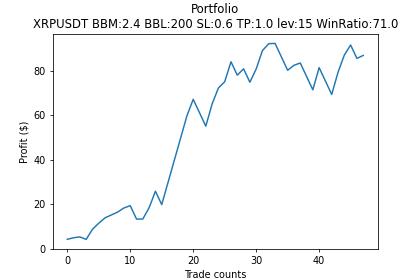 Portfolio
XRPUSDT BBM:2.4 BBL:200 SL:0.6 TP:1.0 lev:15 WinRatio:71.0
Profit ($)
80
60
40
20
0
0 10 20 30 40
Trade counts